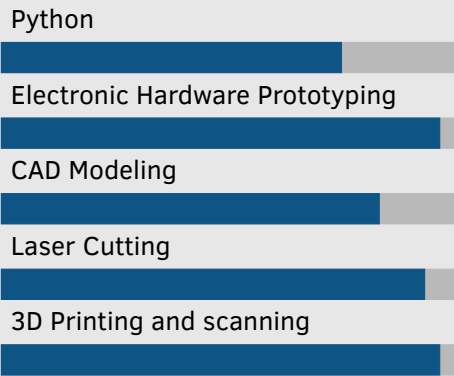 Python
Electronic Hardware Prototyping
CAD Modeling
Laser Cutting
3D Printing and scanning